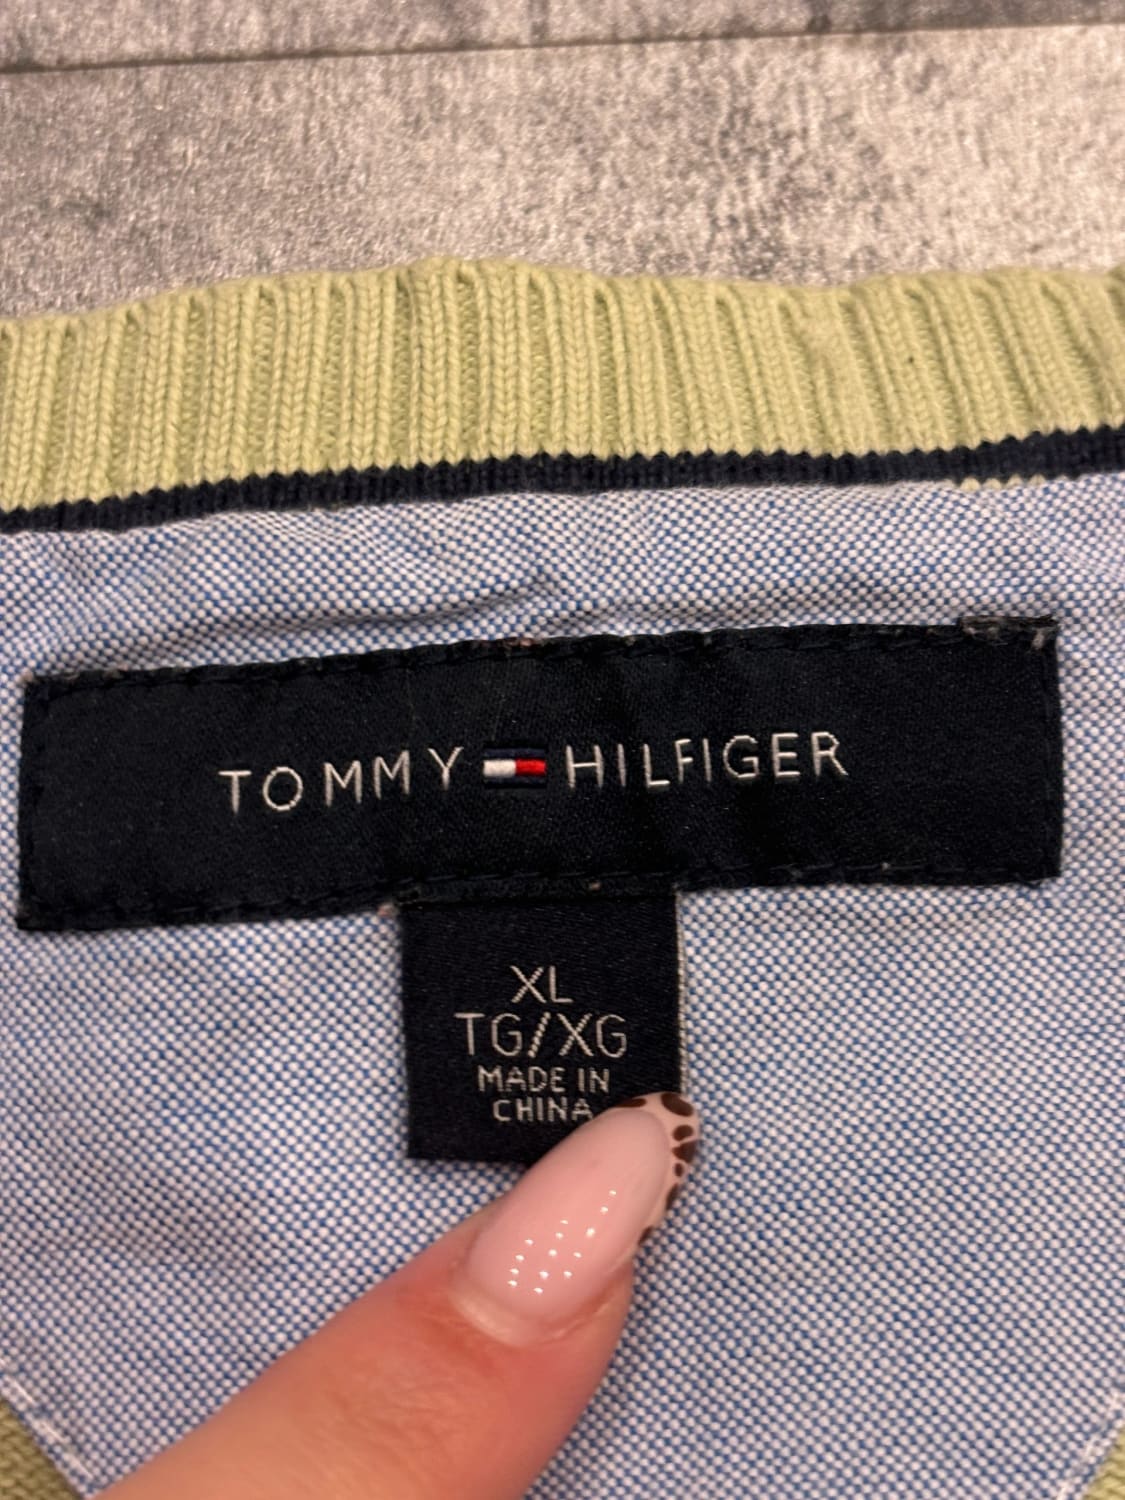 TOMMY HILFIGER
XL
TG/XG
MADE IN
CHINA